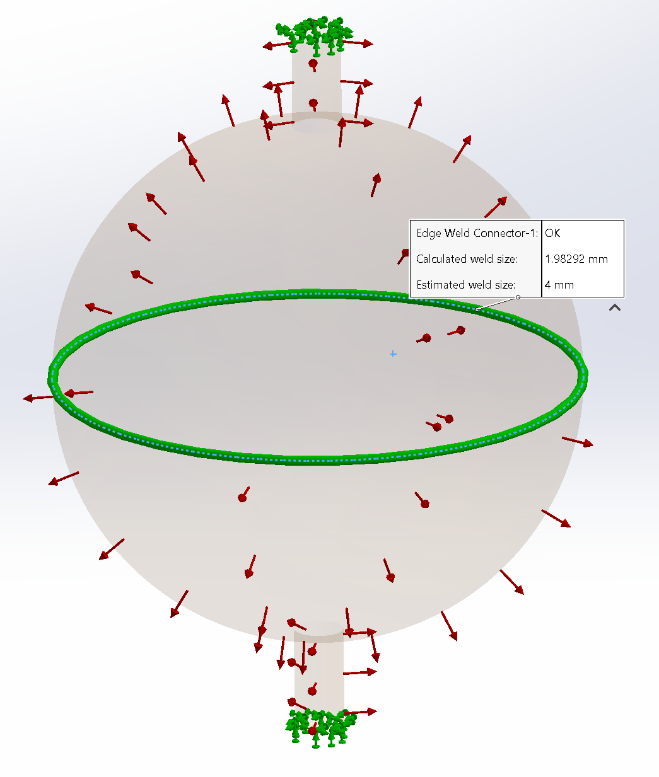 Edge Weld Connector-1: OK
Calculated weld size: 1.98292 mm
Estimated weld size: 4 mm